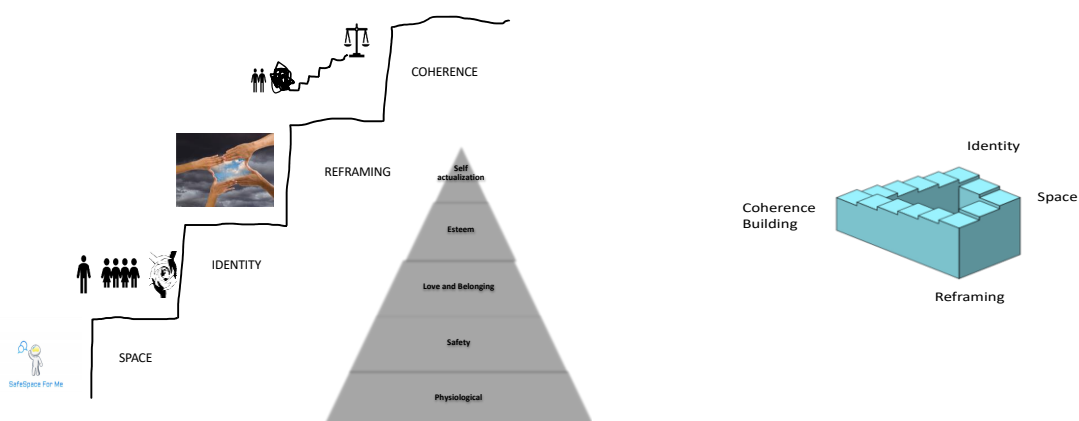 COHERENCE
REFRAMING
IDENTITY
SPACE
SafeSpace For Me
Self
actualization
Esteem
Love and Belonging
Safety
Physiological
Identity
Space
Coherence
Building
Reframing